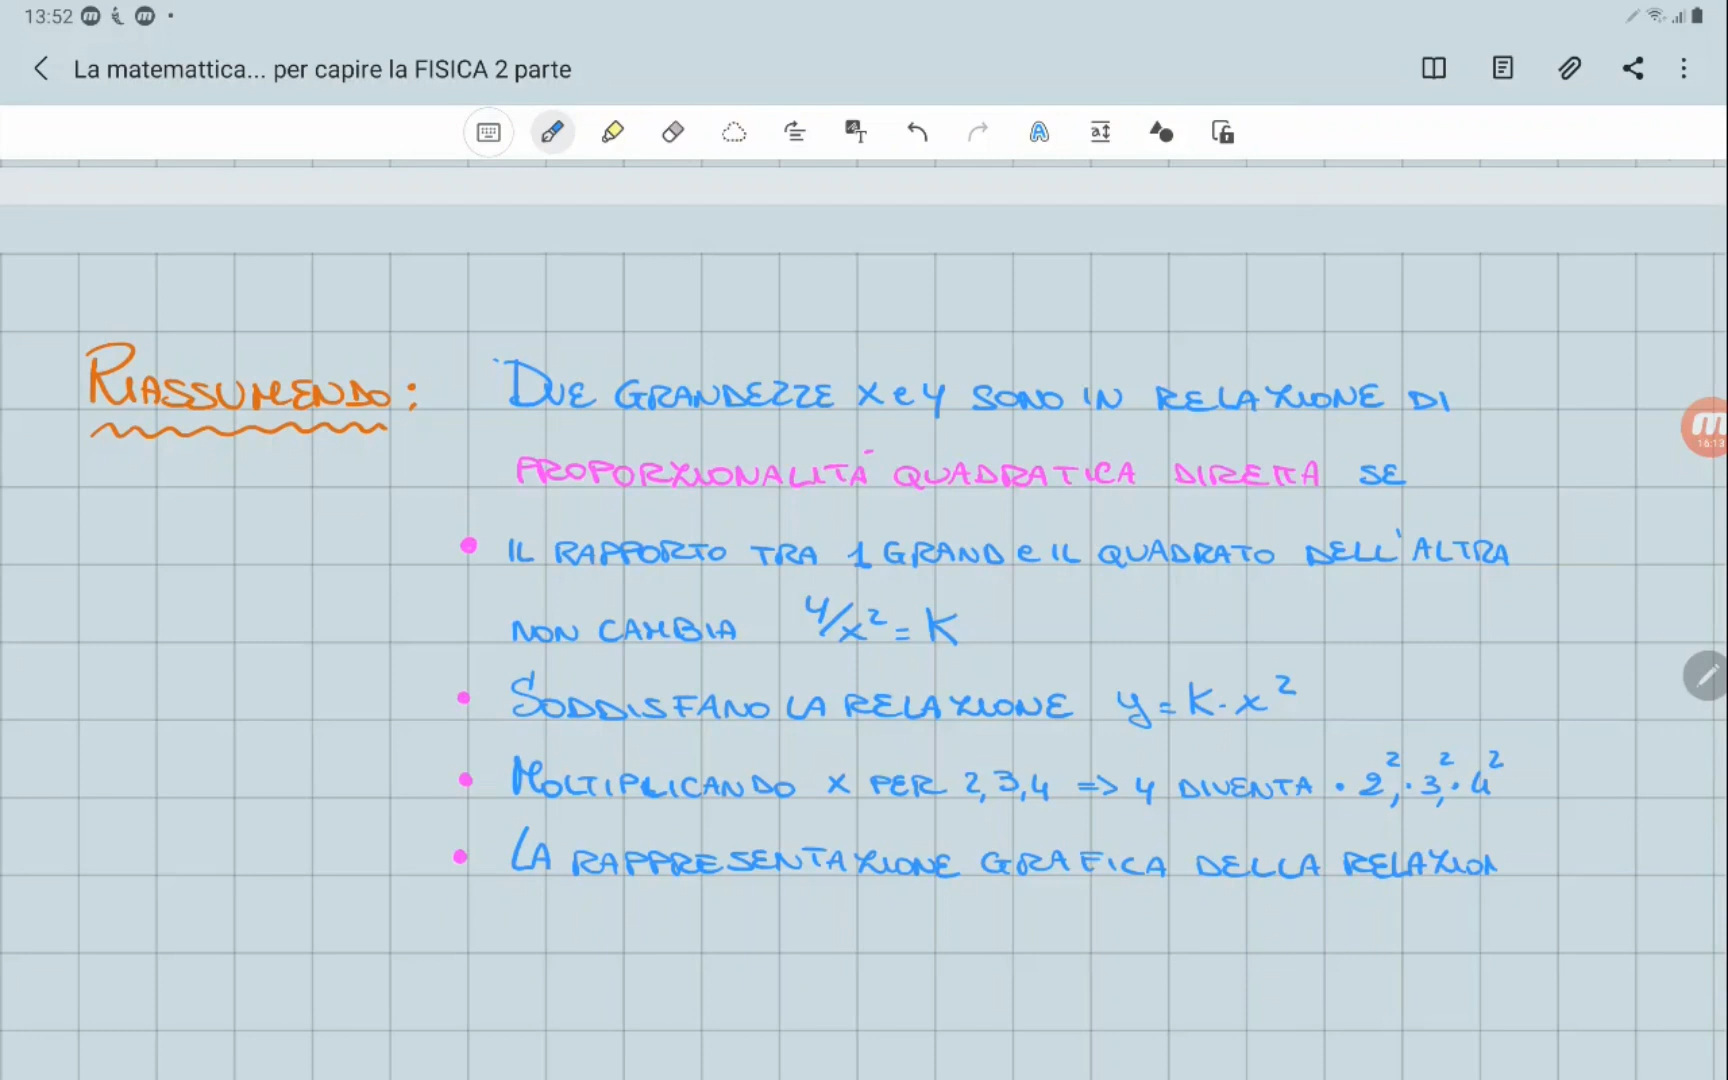 13:52
La matemattica... per capire la FISICA 2 parte
RIASSUMENDO: DUE GRANDEZZE X e Y SONO IN RELAZIONE DI
PROPORZIONALITÀ QUADRATICA DIRETTA SE
• IL RAPPORTO TRA 1 GRAND e IL QUADRATO DELL'ALTRA
NON CAMBIA Y/X² = K
• SODDISFANO LA RELAZIONE y = K · x²
• MOLTIPLICANDO X PER 2, 3, 4 => Y DIVENTA · 2², · 3², · 4²
• LA RAPPRESENTAZIONE GRAFICA DELLA RELAZION
16:13